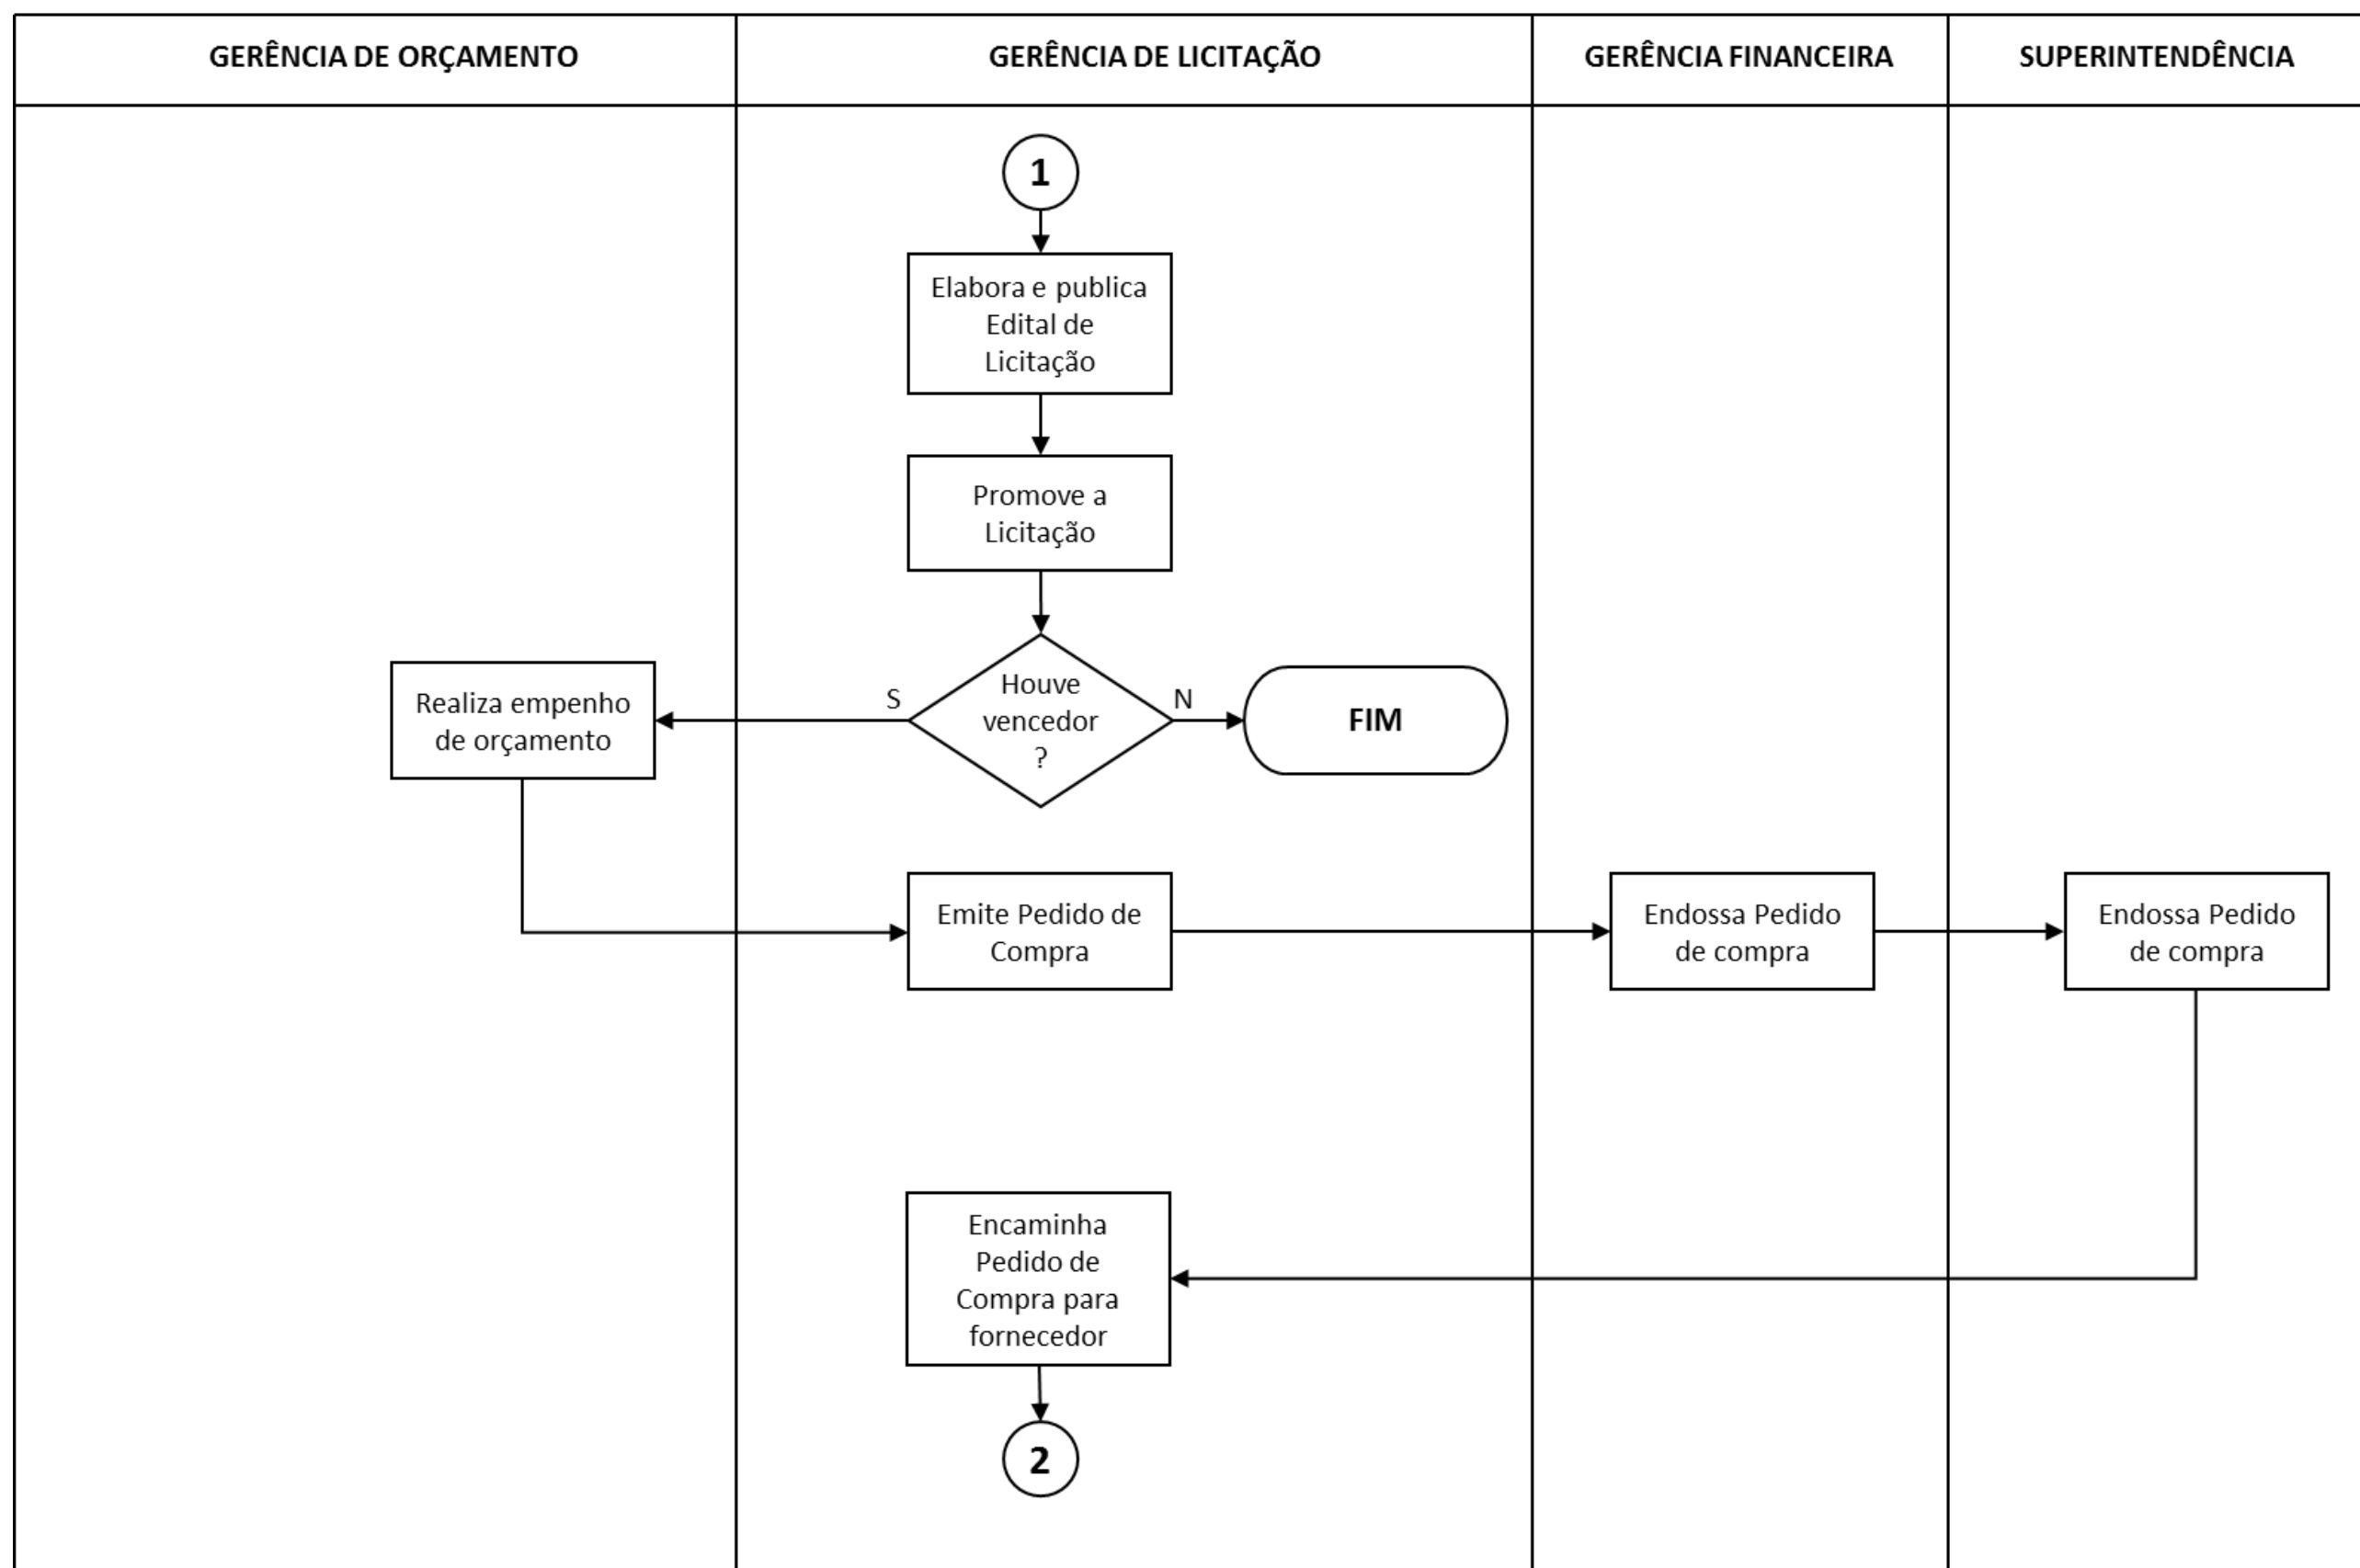 GERÊNCIA DE ORÇAMENTO
GERÊNCIA DE LICITAÇÃO
GERÊNCIA FINANCEIRA
SUPERINTENDÊNCIA
1
Elabora e publica
Edital de
Licitação
Promove a
Licitação
Realiza empenho
de orçamento
S
Houve
vencedor
?
N
FIM
Emite Pedido de
Compra
Endossa Pedido
de compra
Endossa Pedido
de compra
Encaminha
Pedido de
Compra para
fornecedor
2